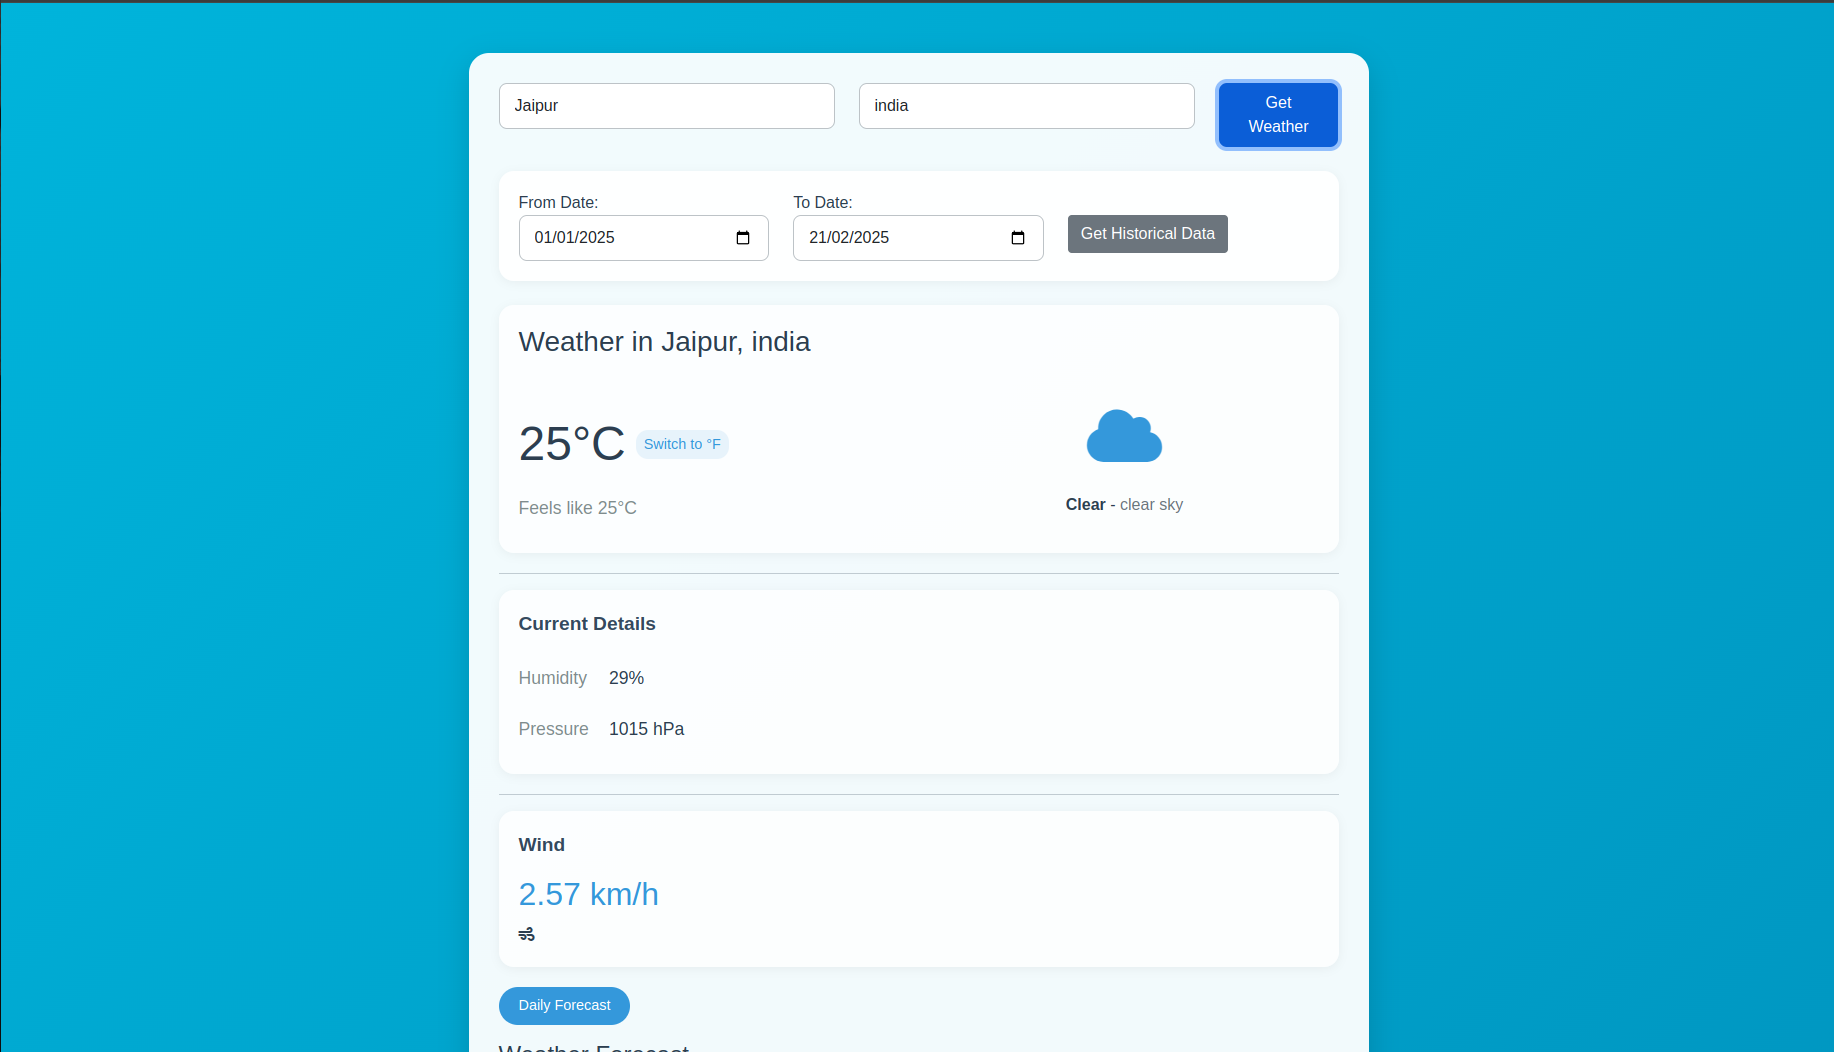 Jaipur
india
Get
Weather
From Date:
To Date:
01/01/2025
21/02/2025
Get Historical Data
Weather in Jaipur, india
25°C
Switch to °F
Feels like 25°C
Clear - clear sky
Current Details
Humidity 29%
Pressure 1015 hPa
Wind
2.57 km/h
Daily Forecast
Weather Forecast